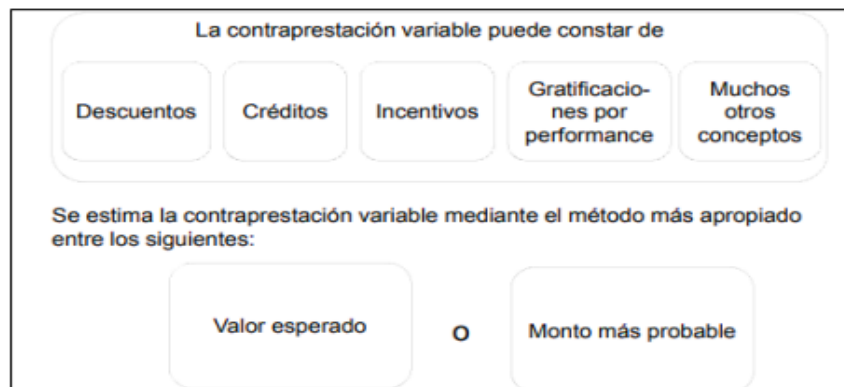 La contraprestación variable puede constar de
Descuentos
Créditos
Incentivos
Gratificacio-
nes por
performance
Muchos
otros
conceptos
Se estima la contraprestación variable mediante el método más apropiado
entre los siguientes:
Valor esperado
O
Monto más probable